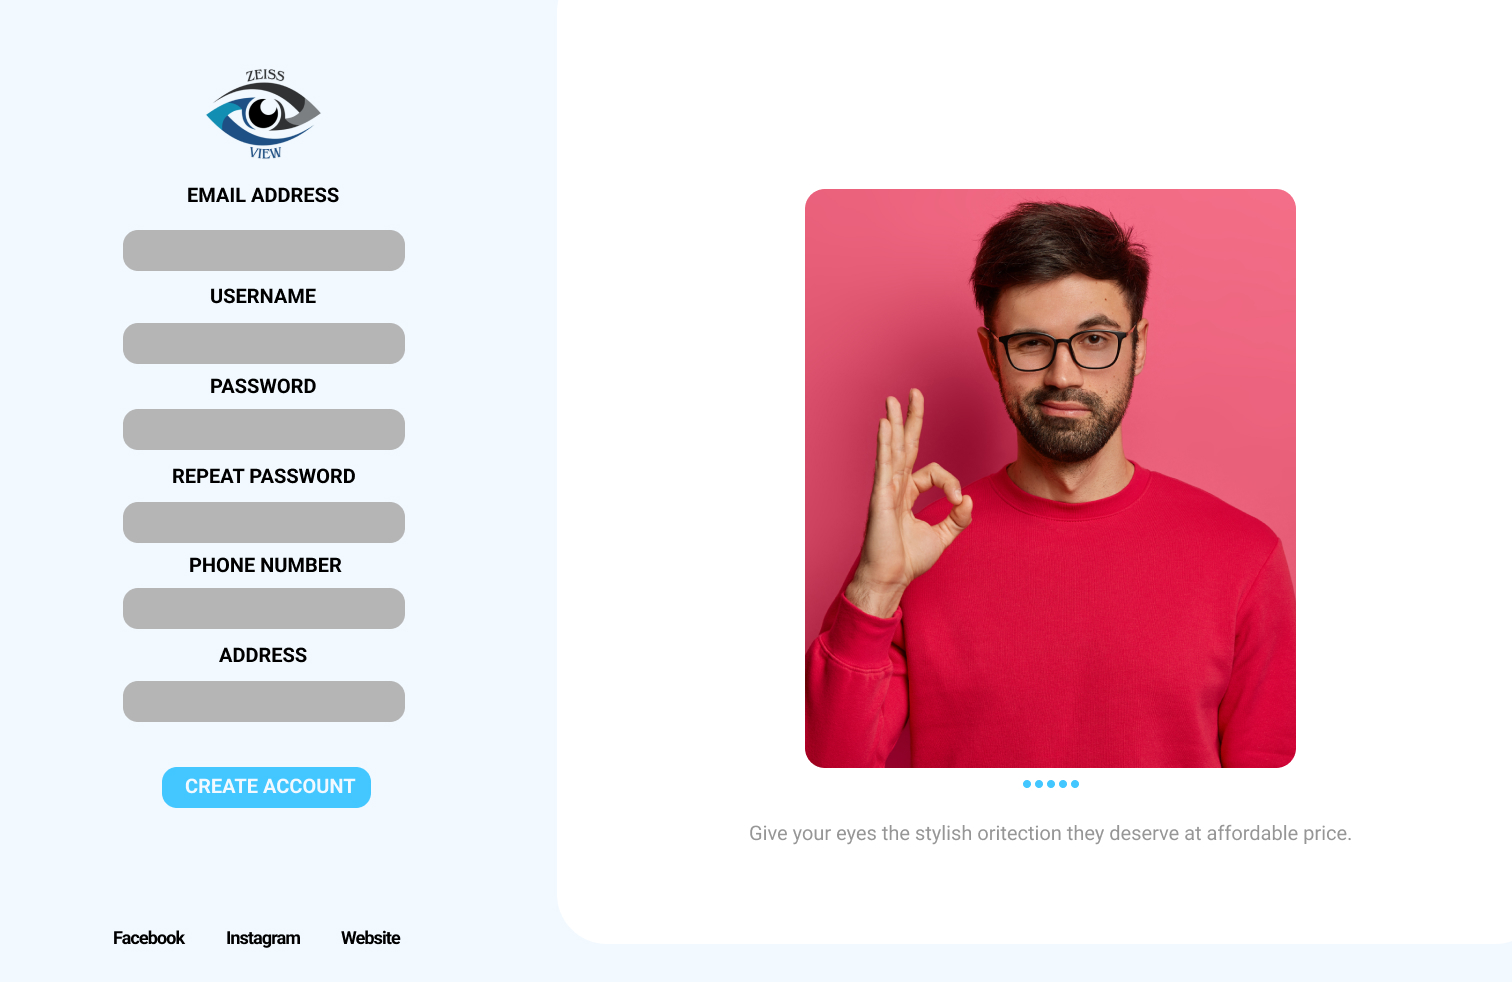 ZEISS
VIEW
EMAIL ADDRESS
USERNAME
PASSWORD
REPEAT PASSWORD
PHONE NUMBER
ADDRESS
CREATE ACCOUNT
Facebook Instagram Website
Give your eyes the stylish oritection they deserve at affordable price.